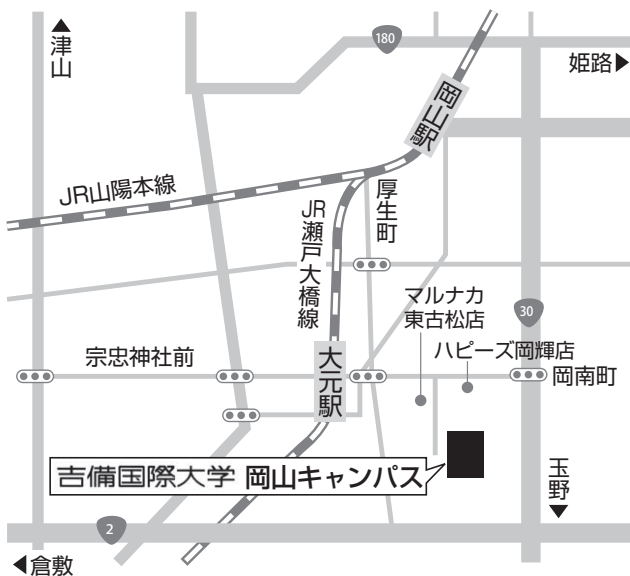 ▲
津山
180
姫路▶
岡山駅
JR山陽本線
厚生町
JR瀬戸大橋線
マルナカ
東古松店
30
ハピーズ岡輝店
宗忠神社前
大元駅
岡南町
吉備国際大学 岡山キャンパス
玉野
▼
2
◀倉敷